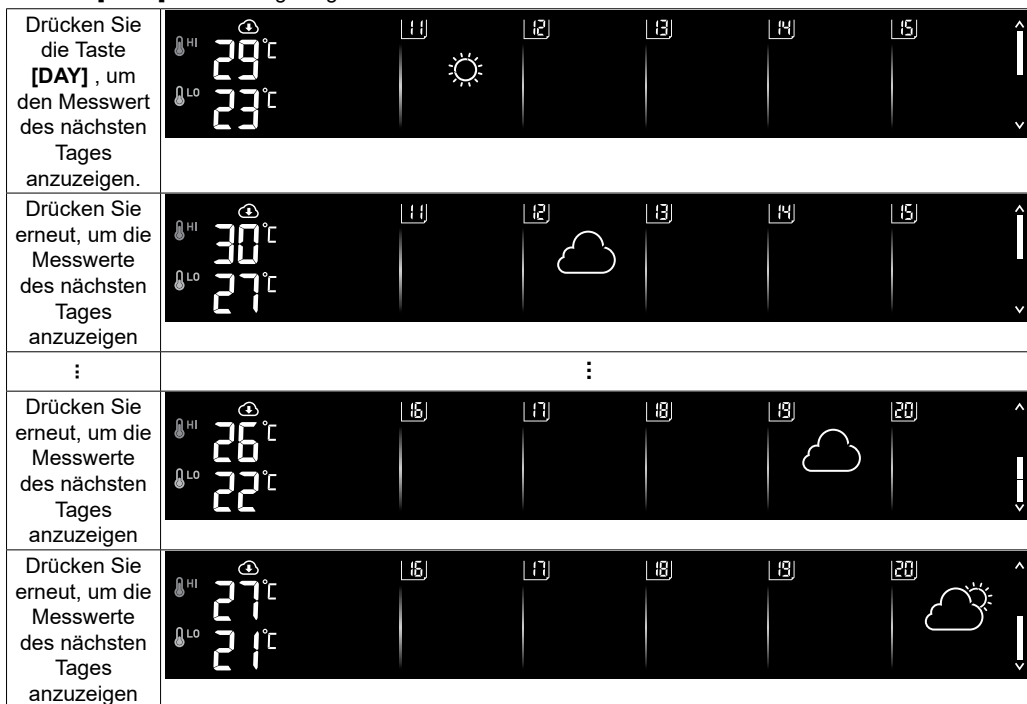 Drücken Sie
die Taste
[DAY] , um
den Messwert
des nächsten
Tages
anzuzeigen.
HI 29°C
LO 23°C
11 12 13 14 15
Drücken Sie
erneut, um die
Messwerte
des nächsten
Tages
anzuzeigen
HI 30°C
LO 27°C
11 12 13 14 15
⋮ ⋮
Drücken Sie
erneut, um die
Messwerte
des nächsten
Tages
anzuzeigen
HI 26°C
LO 22°C
16 17 18 19 20
Drücken Sie
erneut, um die
Messwerte
des nächsten
Tages
anzuzeigen
HI 27°C
LO 21°C
16 17 18 19 20